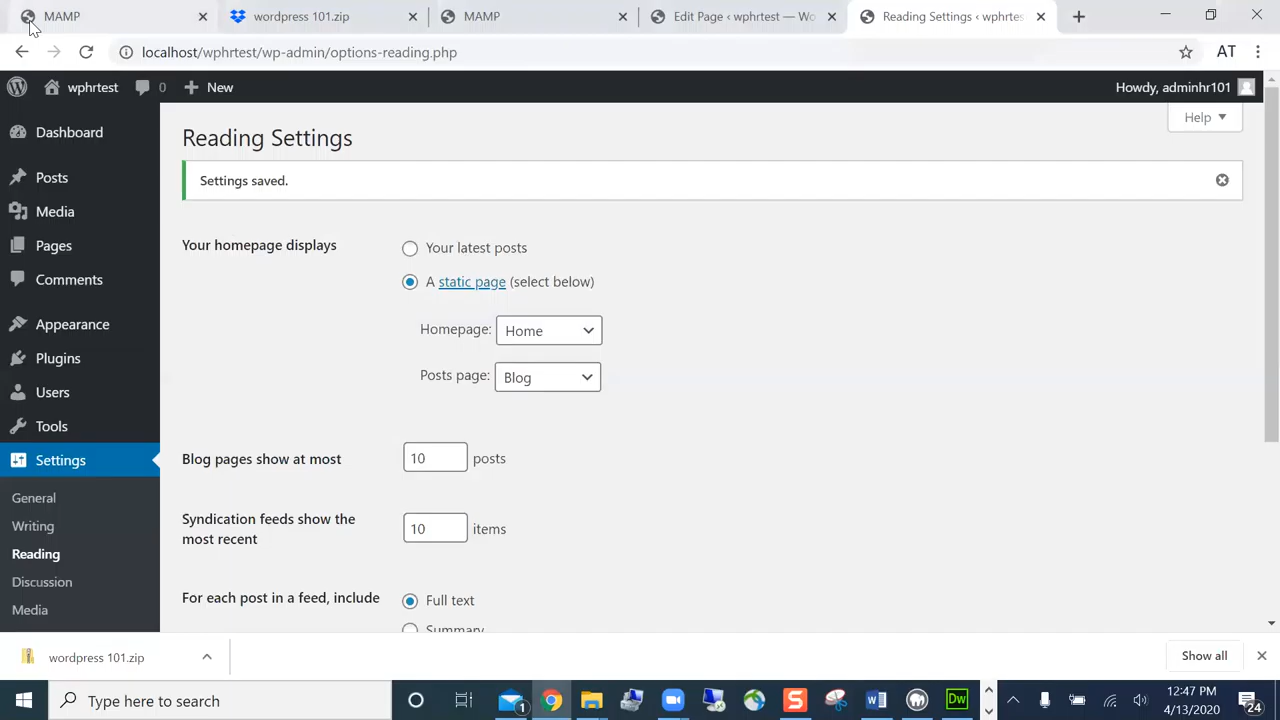 MAMP
wordpress 101.zip
MAMP
Edit Page ‹ wphrtest — Wo
Reading Settings ‹ wphrtes
localhost/wphrtest/wp-admin/options-reading.php
AT
wphrtest
0
New
Howdy, adminhr101
Help
Dashboard
Posts
Media
Pages
Comments
Appearance
Plugins
Users
Tools
Settings
General
Writing
Reading
Discussion
Media
Reading Settings
Settings saved.
Your homepage displays
Your latest posts
A static page (select below)
Homepage: Home
Posts page: Blog
Blog pages show at most 10 posts
Syndication feeds show the
most recent
10 items
For each post in a feed, include
Full text
Summary
wordpress 101.zip
Show all
Type here to search
1
W
Dw
12:47 PM
4/13/2020
24